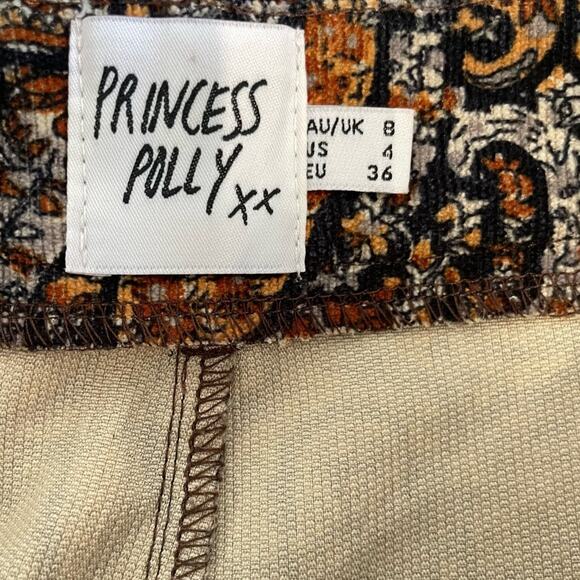 PRINCESS
POLLY xx
AU/UK 8
US 4
EU 36